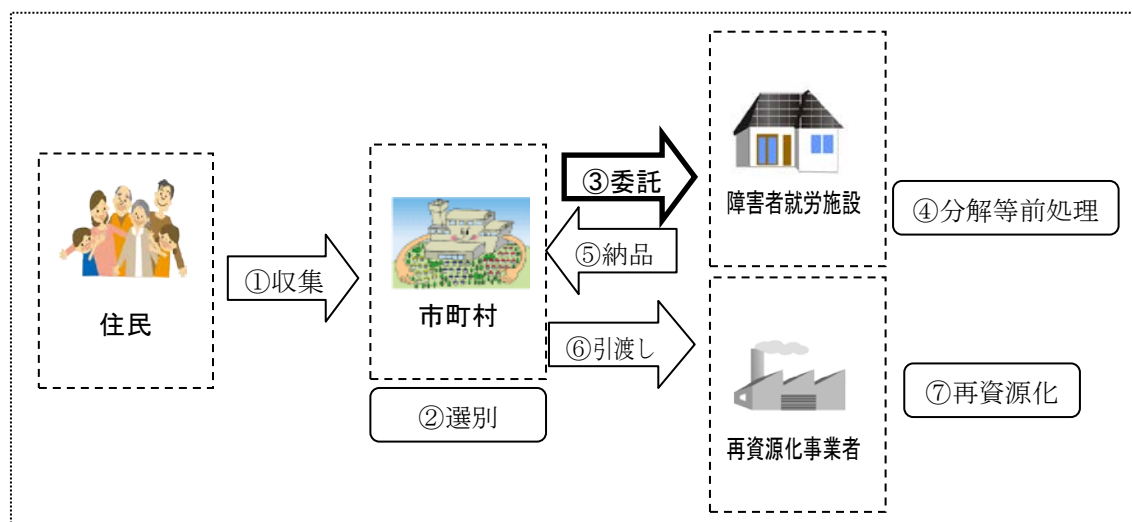 住民
①収集
市町村
②選別
③委託
障害者就労施設
④分解等前処理
⑤納品
⑥引渡し
再資源化事業者
⑦再資源化